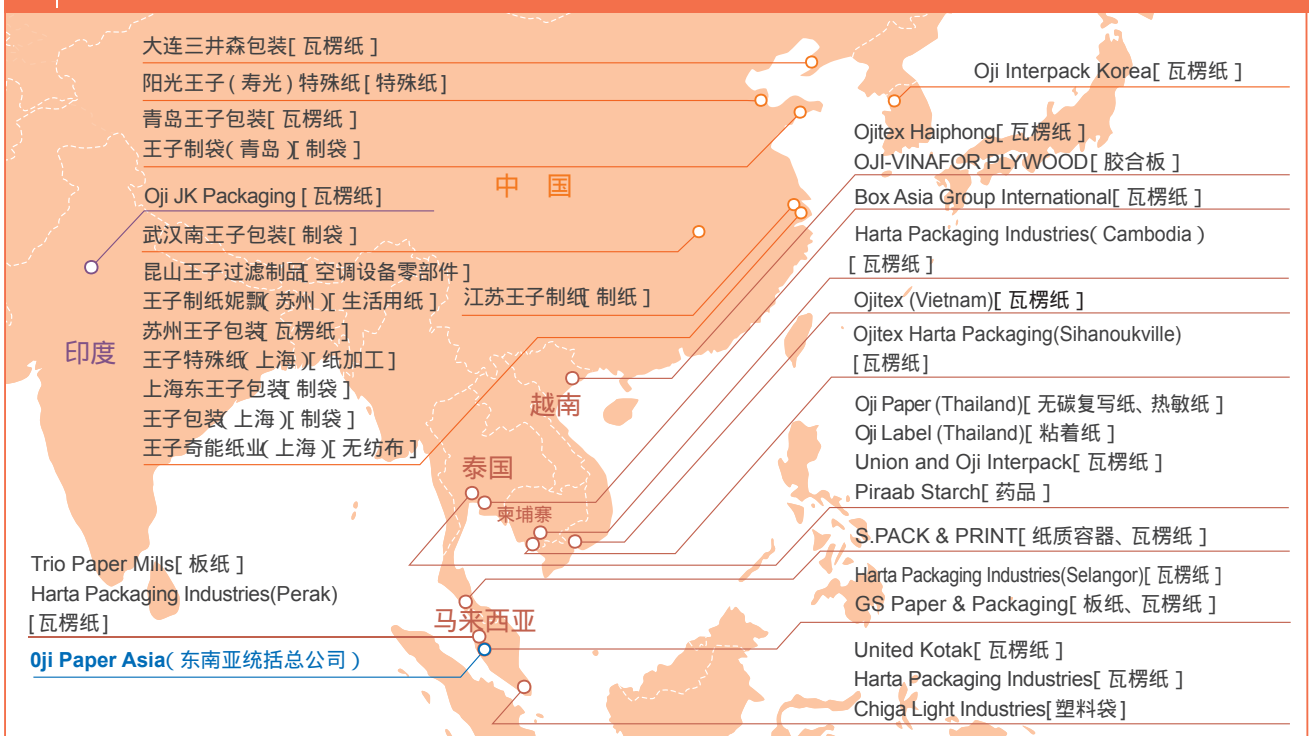 大连三井森包装[ 瓦楞纸 ]
阳光王子 ( 寿光 ) 特殊纸 [ 特殊纸]
青岛王子包装[ 瓦楞纸 ]
王子制袋( 青岛 )[ 制袋 ]
中 国
Oji JK Packaging [ 瓦楞纸]
武汉南王子包装[ 制袋 ]
昆山王子过滤制品[ 空调设备零部件 ]
王子制纸妮飘( 苏州 )[ 生活用纸 ]
江苏王子制纸[ 制纸 ]
苏州王子包装[ 瓦楞纸 ]
王子特殊纸( 上海 )[ 纸加工 ]
上海东王子包装[ 制袋 ]
王子包装( 上海 )[ 制袋 ]
王子奇能纸业( 上海 )[ 无纺布 ]
印度
越南
泰国
柬埔寨
马来西亚
Trio Paper Mills[ 板纸 ]
Harta Packaging Industries(Perak)
[ 瓦楞纸]
0ji Paper Asia( 东南亚统括总公司 )
Oji Interpack Korea[ 瓦楞纸 ]
Ojitex Haiphong[ 瓦楞纸 ]
OJI-VINAFOR PLYWOOD[ 胶合板 ]
Box Asia Group International[ 瓦楞纸 ]
Harta Packaging Industries( Cambodia )
[ 瓦楞纸 ]
Ojitex (Vietnam)[ 瓦楞纸 ]
Ojitex Harta Packaging(Sihanoukville)
[ 瓦楞纸]
Oji Paper (Thailand)[ 无碳复写纸、热敏纸 ]
Oji Label (Thailand)[ 粘着纸 ]
Union and Oji Interpack[ 瓦楞纸 ]
Piraab Starch[ 药品 ]
S.PACK & PRINT[ 纸质容器、瓦楞纸 ]
Harta Packaging Industries(Selangor)[ 瓦楞纸 ]
GS Paper & Packaging[ 板纸、瓦楞纸 ]
United Kotak[ 瓦楞纸 ]
Harta Packaging Industries[ 瓦楞纸 ]
Chiga Light Industries[ 塑料袋 ]